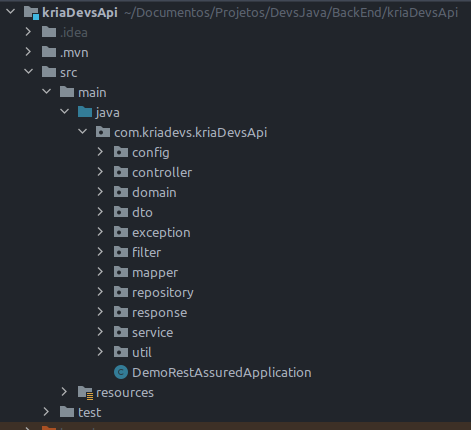 kriaDevsApi ~/Documentos/Projetos/DevsJava/BackEnd/kriaDevsApi
.idea
.mvn
src
main
java
com.kriadevs.kriaDevsApi
config
controller
domain
dto
exception
filter
mapper
repository
response
service
util
DemoRestAssuredApplication
resources
test